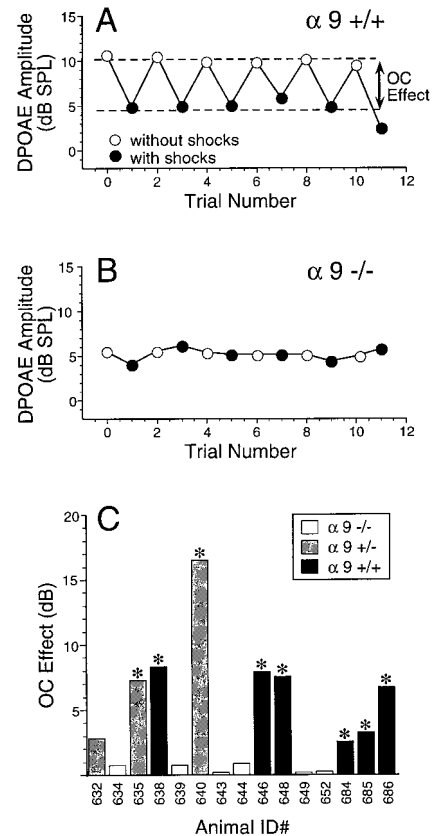 A
α 9 +/+
DPOAE Amplitude
(dB SPL)
15
10
5
0
OC
Effect
without shocks
with shocks
0 2 4 6 8 10 12
Trial Number
B
α 9 -/-
DPOAE Amplitude
(dB SPL)
15
10
5
0
0 2 4 6 8 10 12
Trial Number
C
α 9 -/-
α 9 +/-
α 9 +/+
OC Effect (dB)
20
15
10
5
* * * * * * * *
632 634 635 638 639 640 643 644 646 648 649 652 684 685 686
Animal ID#